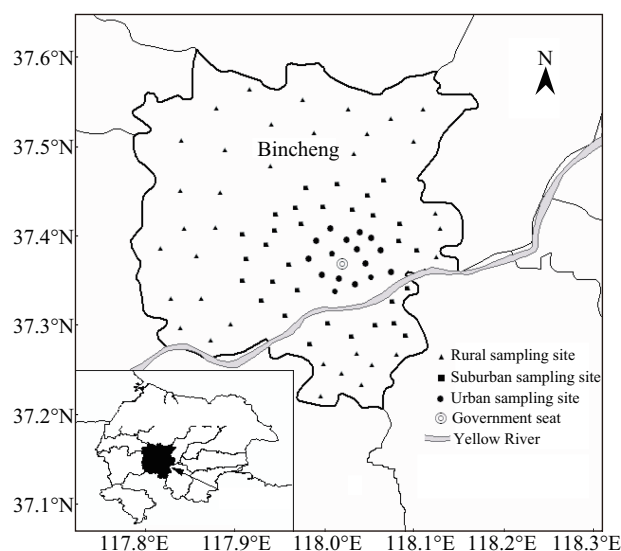 37.6°N
N
37.5°N
Bincheng
37.4°N
37.3°N
Rural sampling site
Suburban sampling site
Urban sampling site
Government seat
Yellow River
37.2°N
37.1°N
117.8°E 117.9°E 118.0°E 118.1°E 118.2°E 118.3°E